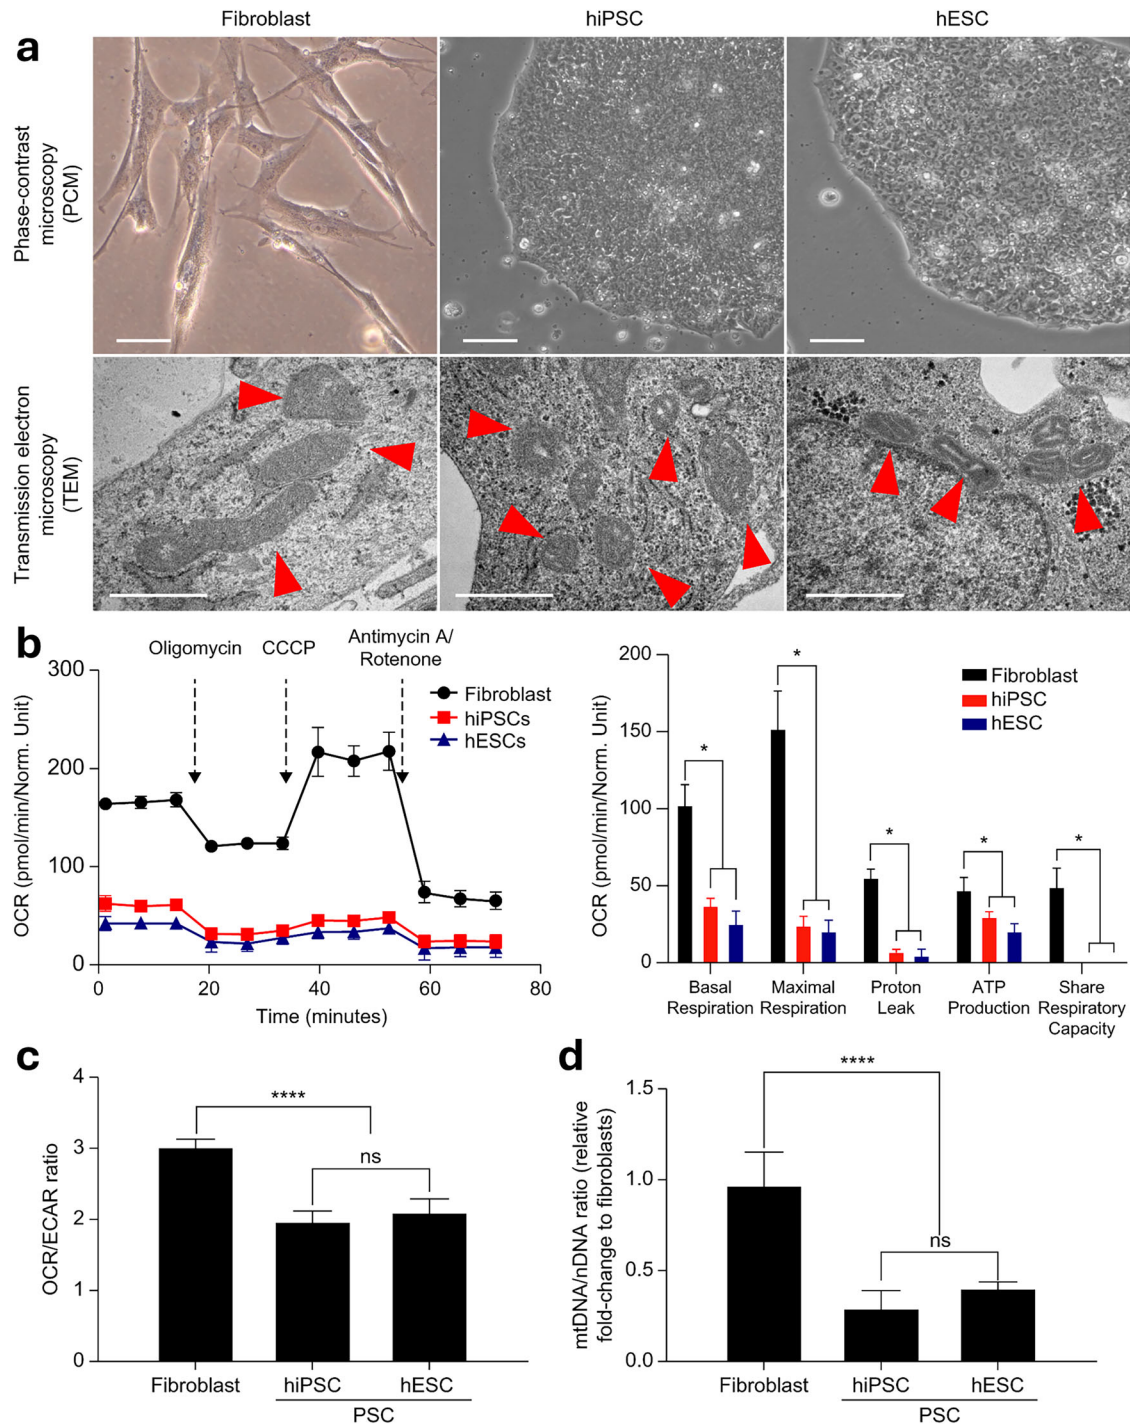 Fibroblast hiPSC hESC
a
Phase-contrast
microscopy
(PCM)
Transmission electron
microscopy
(TEM)
b
Oligomycin CCCP Antimycin A/
Rotenone
OCR (pmol/min/Norm. Unit)
300
200
100
0
0 20 40 60 80
Time (minutes)
Fibroblast
hiPSCs
hESCs
OCR (pmol/min/Norm. Unit)
200
150
100
50
0
* * * * *
Fibroblast
hiPSC
hESC
Basal
Respiration
Maximal
Respiration
Proton
Leak
ATP
Production
Share
Respiratory
Capacity
c
OCR/ECAR ratio
4
3
2
1
0
****
ns
Fibroblast hiPSC hESC
PSC
d
mtDNA/nDNA ratio (relative
fold-change to fibroblasts)
1.5
1.0
0.5
0.0
****
ns
Fibroblast hiPSC hESC
PSC